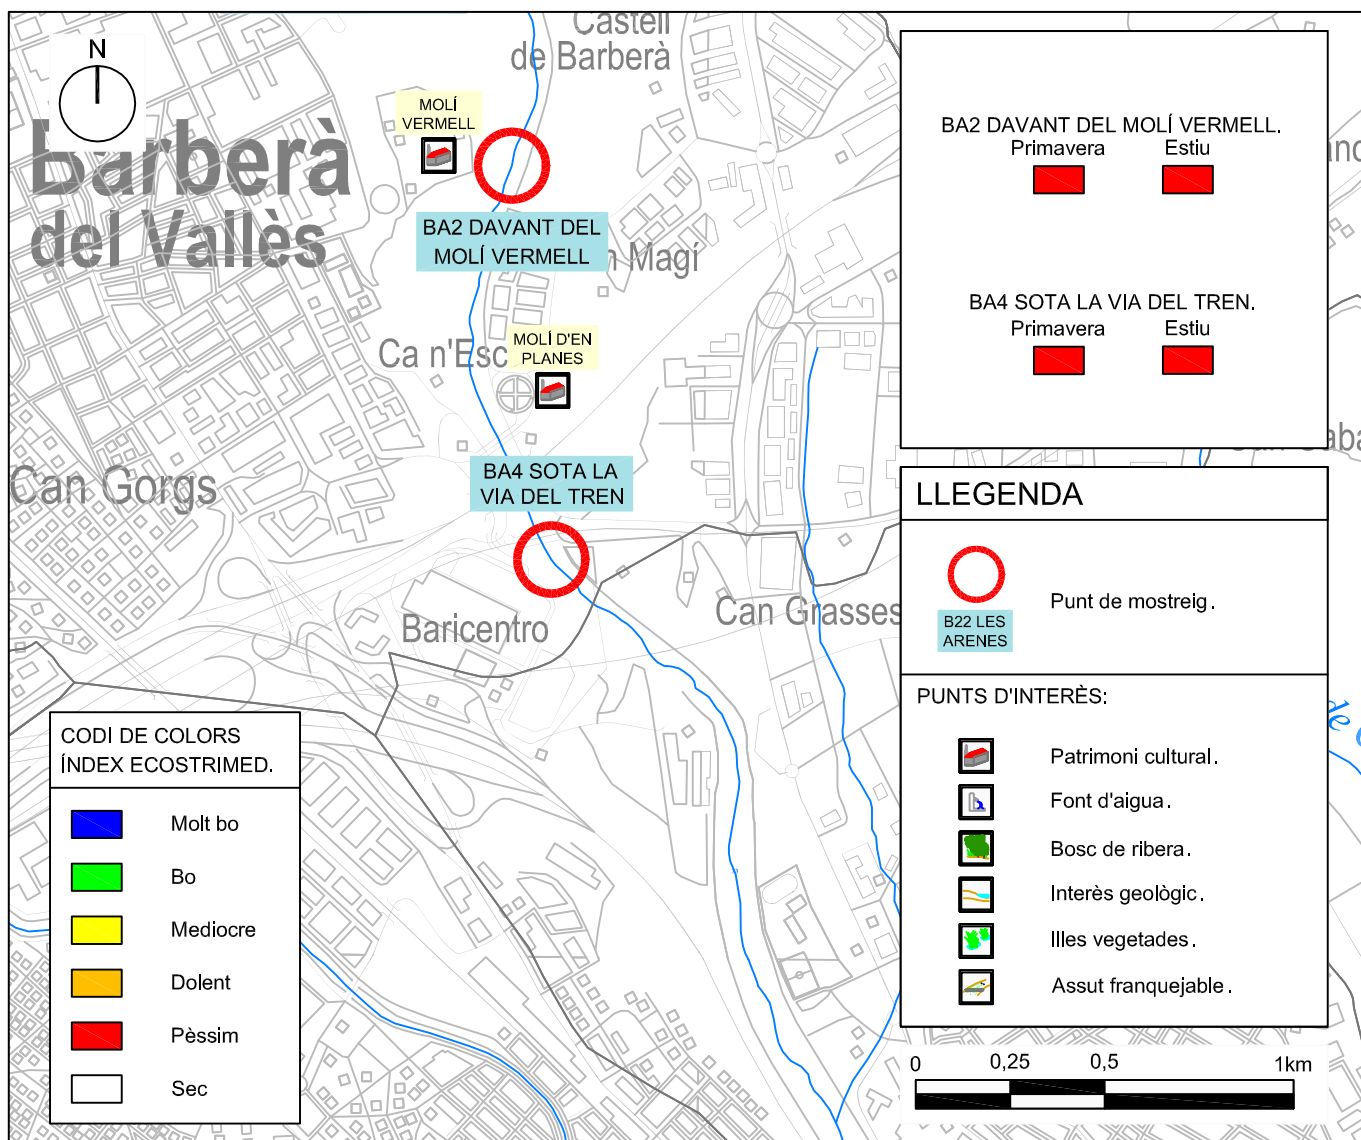 N
Castell
de Barberà
Barberà
del Vallès
MOLÍ
VERMELL
BA2 DAVANT DEL
MOLÍ VERMELL
Magí
MOLÍ D'EN
PLANES
Ca n'Esc
BA4 SOTA LA
VIA DEL TREN
Can Gorgs
Baricentro
Can Grasses
BA2 DAVANT DEL MOLÍ VERMELL.
Primavera Estiu
BA4 SOTA LA VIA DEL TREN.
Primavera Estiu
LLEGENDA
B22 LES
ARENES
Punt de mostreig.
PUNTS D'INTERÈS:
Patrimoni cultural.
Font d'aigua.
Bosc de ribera.
Interès geològic.
Illes vegetades.
Assut franquejable.
CODI DE COLORS
ÍNDEX ECOSTRIMED.
Molt bo
Bo
Mediocre
Dolent
Pèssim
Sec
de
0 0,25 0,5 1km